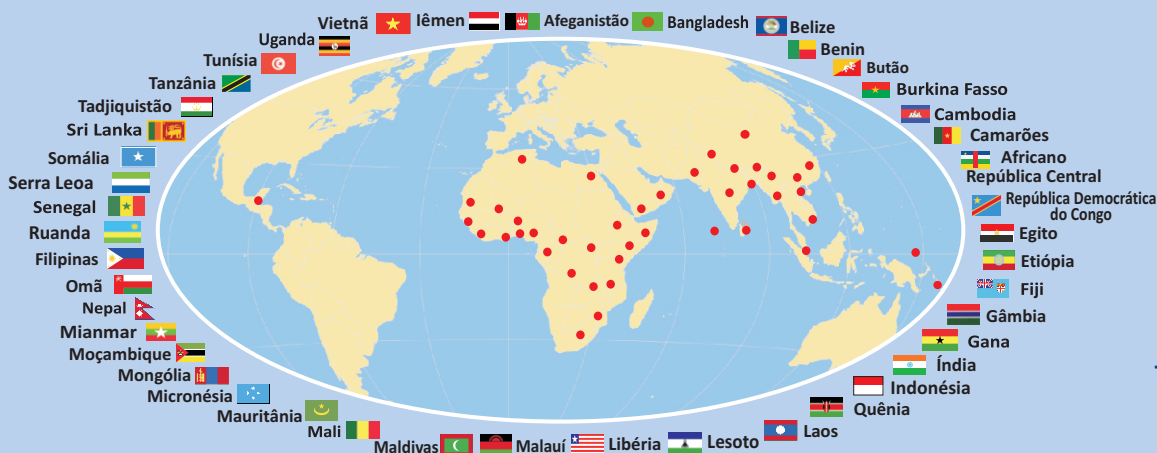 Vietnã
Iêmen
Afeganistão
Bangladesh
Belize
Benin
Butão
Burkina Fasso
Cambodia
Camarões
Africano
República Central
República Democrática
do Congo
Egito
Etiópia
Fiji
Gâmbia
Gana
Índia
Indonésia
Quênia
Laos
Lesoto
Libéria
Malauí
Maldivas
Mali
Mauritânia
Micronésia
Mongólia
Moçambique
Mianmar
Nepal
Omã
Filipinas
Ruanda
Senegal
Serra Leoa
Somália
Sri Lanka
Tadjiquistão
Tanzânia
Tunísia
Uganda